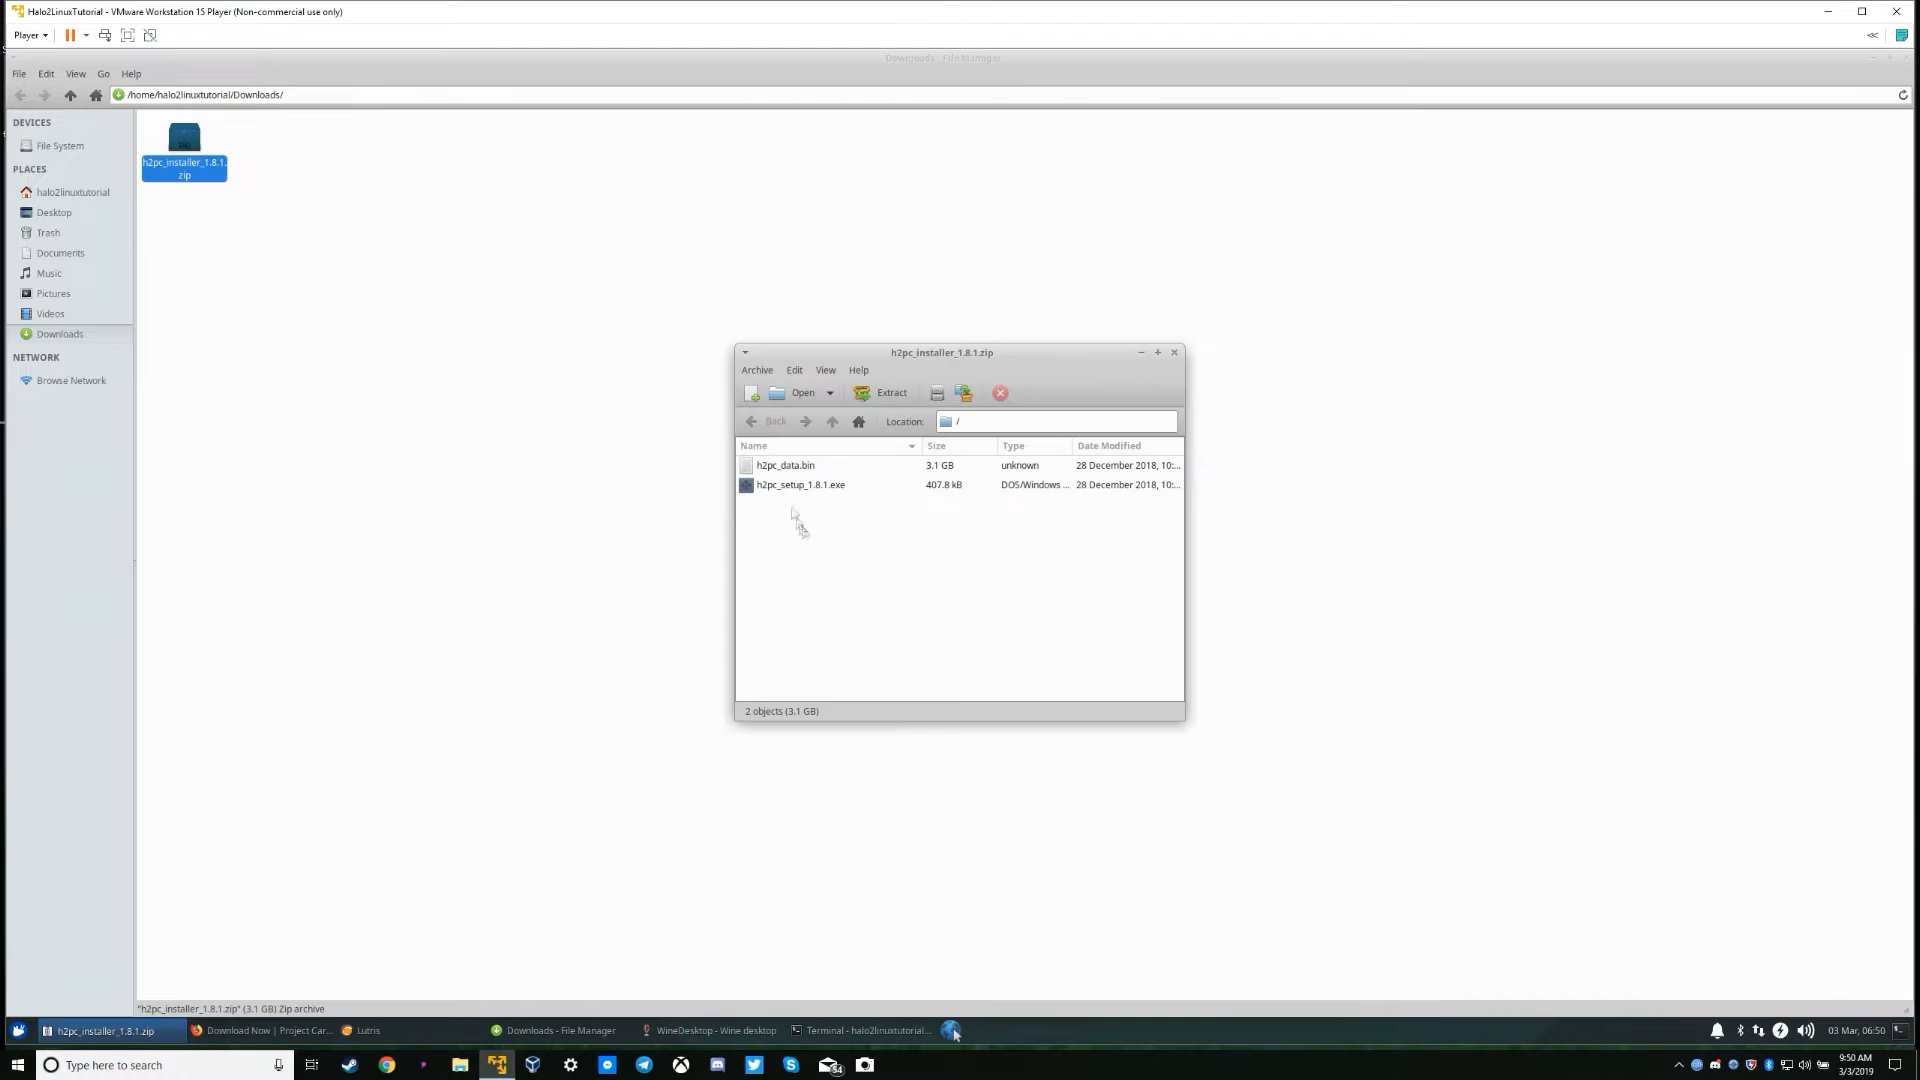 Halo2LinuxTutorial - VMware Workstation 15 Player (Non-commercial use only)
Player
Downloads - File Manager
File Edit View Go Help
/home/halo2linuxtutorial/Downloads/
DEVICES
File System
PLACES
halo2linuxtutorial
Desktop
Trash
Documents
Music
Pictures
Videos
Downloads
NETWORK
Browse Network
h2pc_installer_1.8.1.
zip
h2pc_installer_1.8.1.zip
Archive Edit View Help
Open Extract
Back Location: /
Name Size Type Date Modified
h2pc_data.bin 3.1 GB unknown 28 December 2018, 10:...
h2pc_setup_1.8.1.exe 407.8 kB DOS/Windows ... 28 December 2018, 10:...
2 objects (3.1 GB)
"h2pc_installer_1.8.1.zip" (3.1 GB) Zip archive
h2pc_installer_1.8.1.zip Download Now | Project Car... Lutris Downloads - File Manager WineDesktop - Wine desktop Terminal - halo2linuxtutorial... 03 Mar, 06:50
Type here to search 54 9:50 AM
3/3/2019